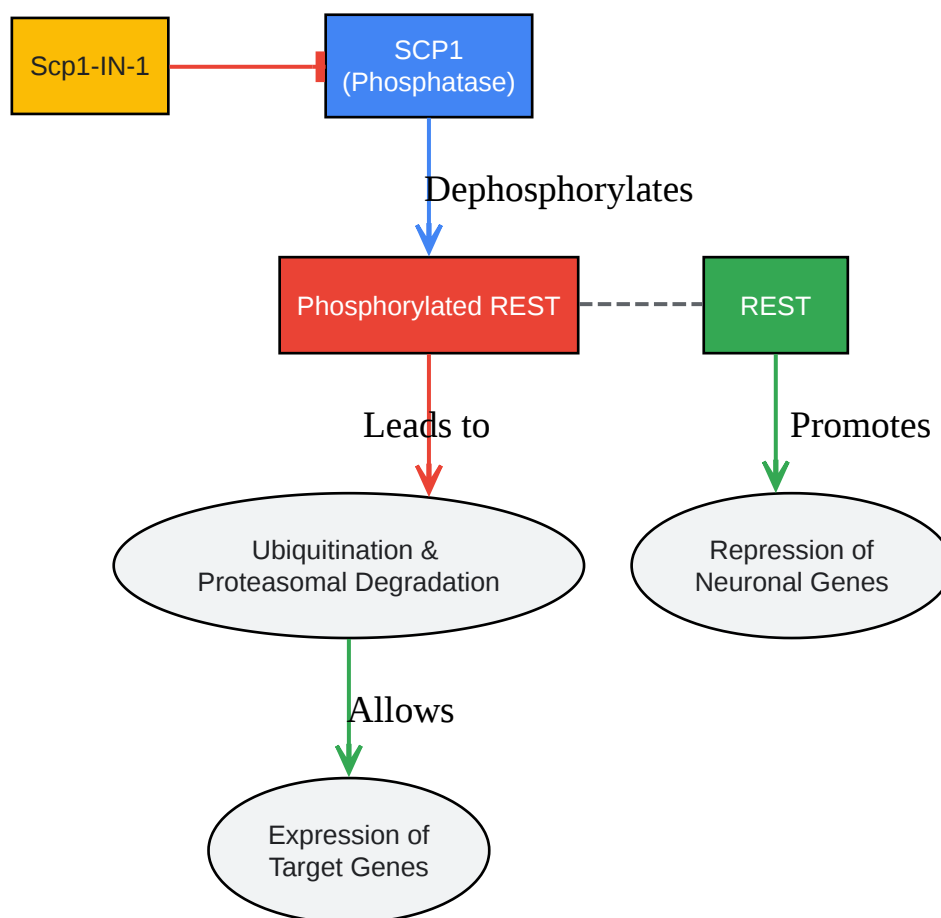 Scp1-IN-1
SCP1
(Phosphatase)
Dephosphorylates
Phosphorylated REST
REST
Leads to
Promotes
Ubiquitination &
Proteasomal Degradation
Repression of
Neuronal Genes
Allows
Expression of
Target Genes